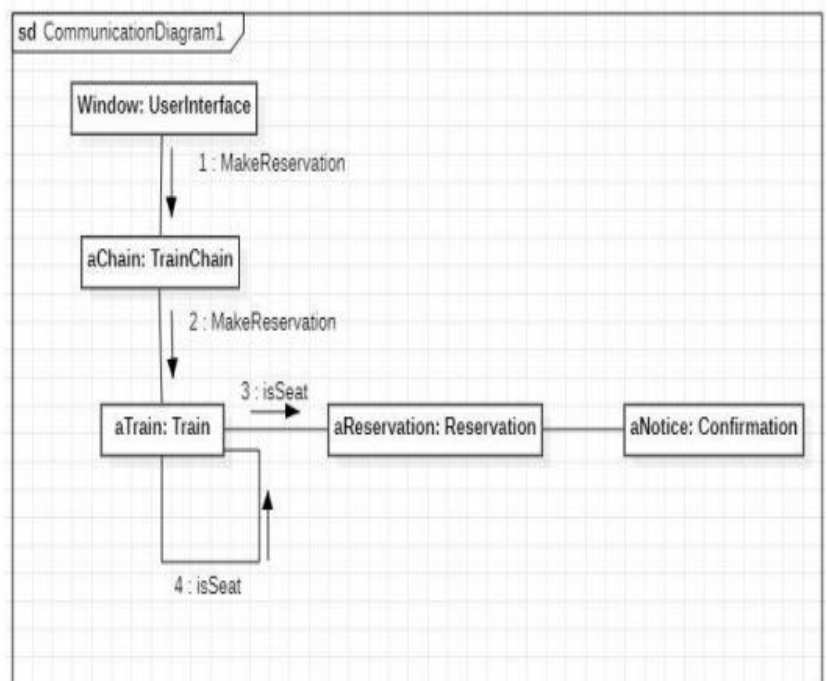 sd CommunicationDiagram1
Window: UserInterface
1 : MakeReservation
aChain: TrainChain
2 : MakeReservation
3 : isSeat
aTrain: Train
aReservation: Reservation
aNotice: Confirmation
4 : isSeat